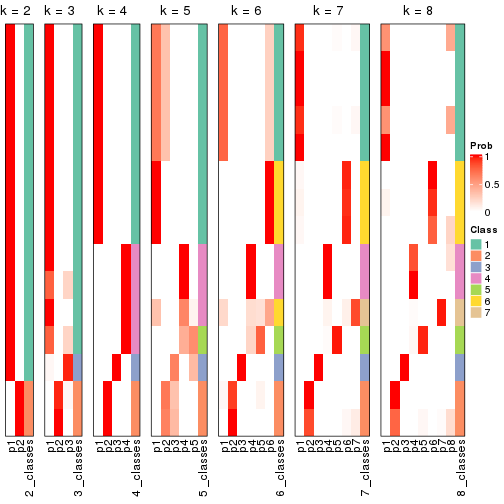 k = 2 k = 3 k = 4 k = 5 k = 6 k = 7 k = 8
Prob
1
0.5
0
Class
1
2
3
4
5
6
7
p1 p2 2_classes
p1 p2 p3 3_classes
p1 p2 p3 p4 4_classes
p1 p2 p3 p4 p5 5_classes
p1 p2 p3 p4 p5 p6 6_classes
p1 p2 p3 p4 p5 p6 p7 7_classes
p1 p2 p3 p4 p5 p6 p7 p8 8_classes